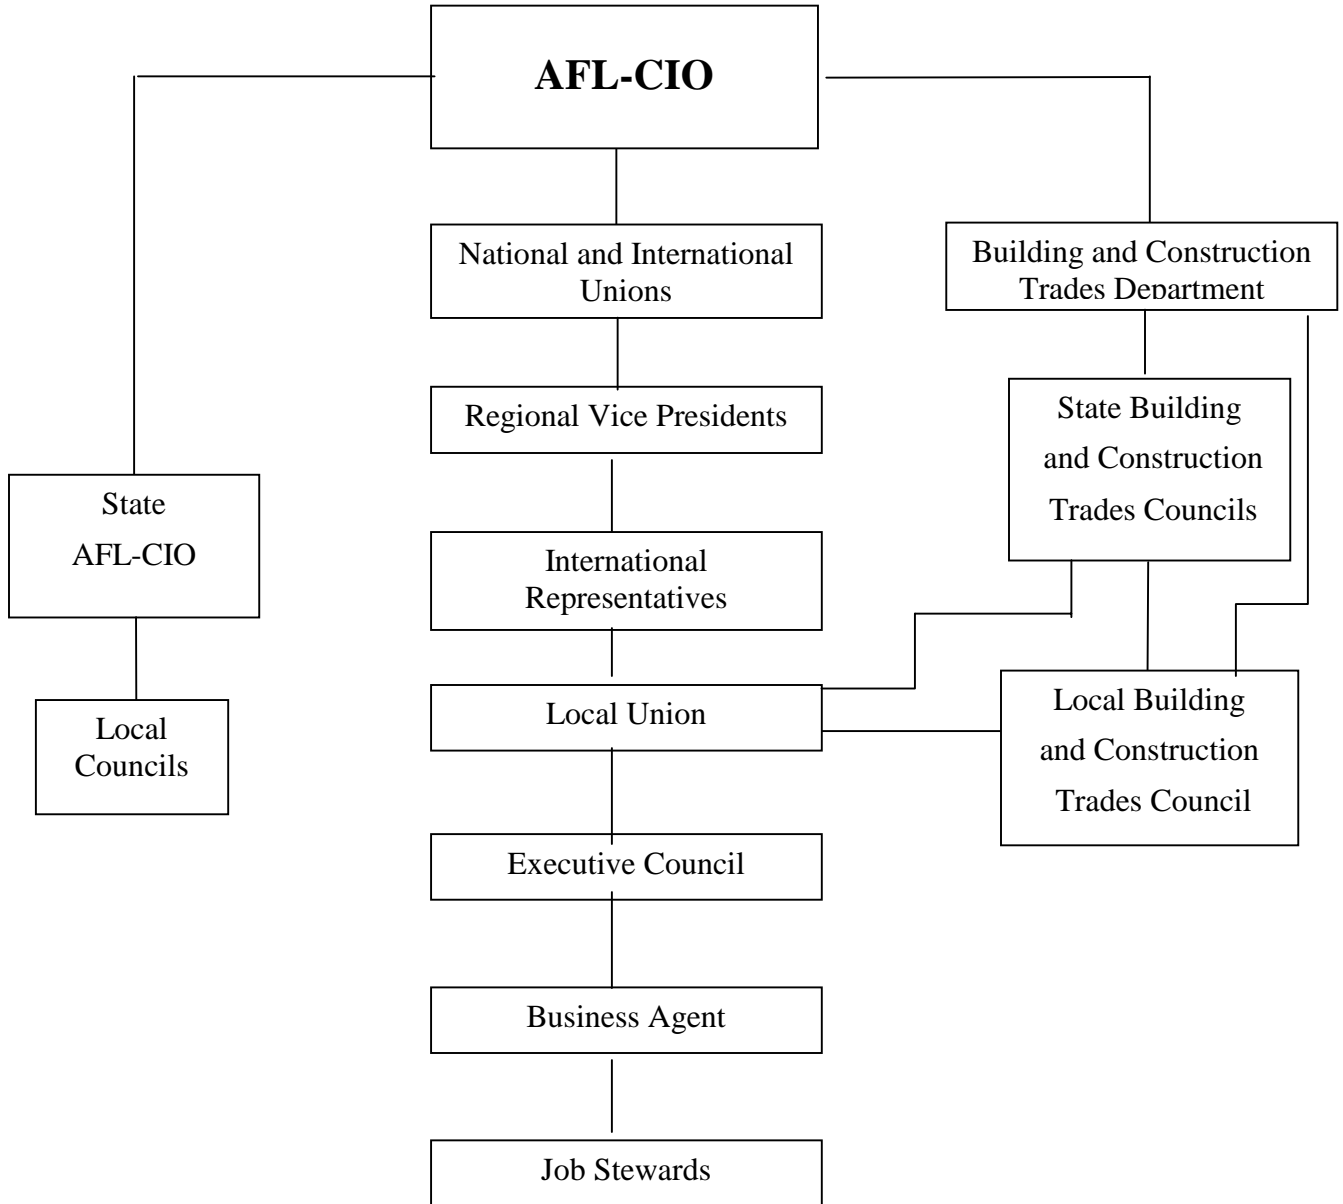 AFL-CIO
National and International
Unions
Building and Construction
Trades Department
Regional Vice Presidents
State Building
and Construction
Trades Councils
State
AFL-CIO
International
Representatives
Local Union
Local Building
and Construction
Trades Council
Local
Councils
Executive Council
Business Agent
Job Stewards